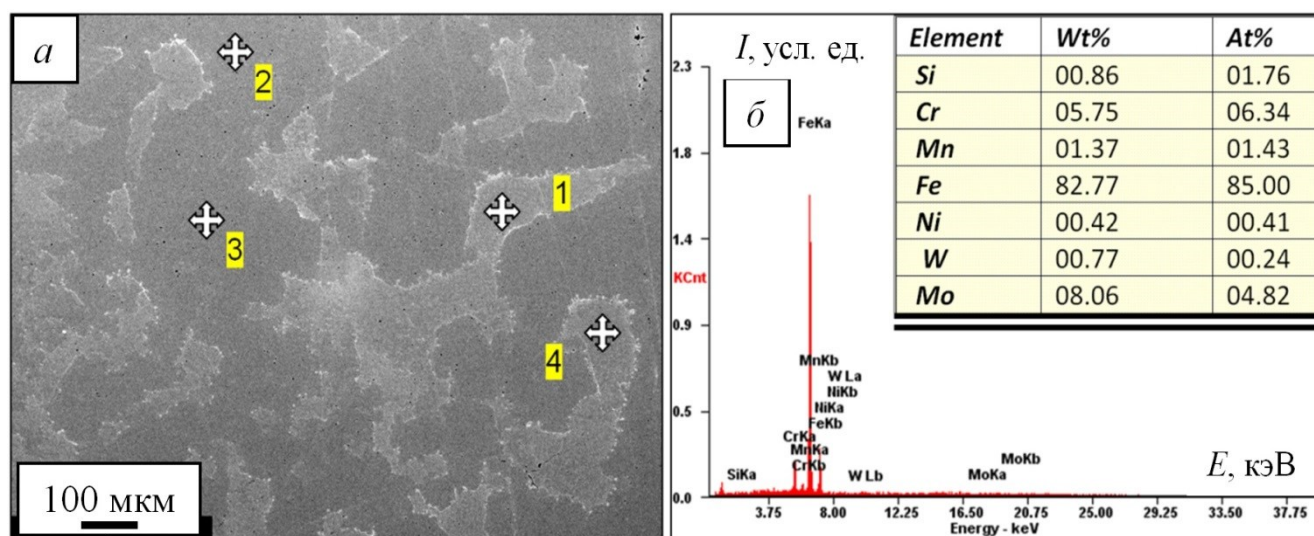 а
2
1
3
4
100 мкм
I, усл. ед.
б
2.3
1.8
1.4
KCnt
0.9
0.5
0.0
FeKa
MnKb
W La
NiKb
NiKa
FeKb
CrKa
MnKa
CrKb
SiKa
W Lb
MoKa
MoKb
E, кэВ
3.75 8.00 12.25 16.50 20.75 25.00 29.25 33.50 37.75
Energy - keV
Element Wt% At%
Si 00.86 01.76
Cr 05.75 06.34
Mn 01.37 01.43
Fe 82.77 85.00
Ni 00.42 00.41
W 00.77 00.24
Mo 08.06 04.82